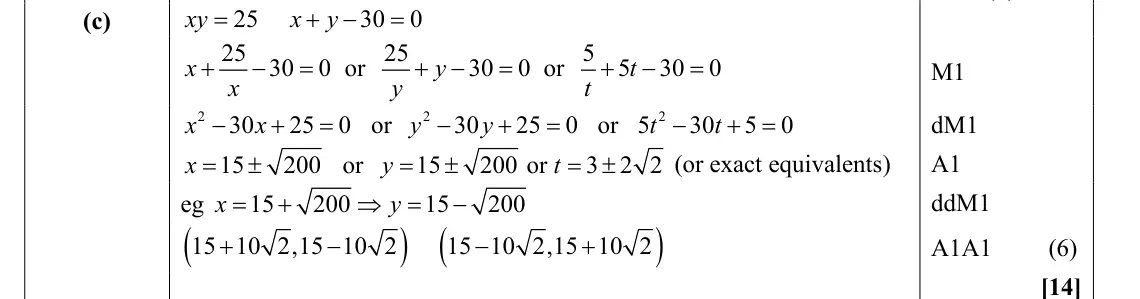 (c) xy = 25 x + y − 30 = 0
x + 25/x − 30 = 0 or 25/y + y − 30 = 0 or 5/t + 5t − 30 = 0 M1
x² − 30x + 25 = 0 or y² − 30y + 25 = 0 or 5t² − 30t + 5 = 0 dM1
x = 15 ± √200 or y = 15 ± √200 or t = 3 ± 2√2 (or exact equivalents) A1
eg x = 15 + √200 ⇒ y = 15 − √200 ddM1
(15 + 10√2, 15 − 10√2) (15 − 10√2, 15 + 10√2) A1A1 (6)
[14]